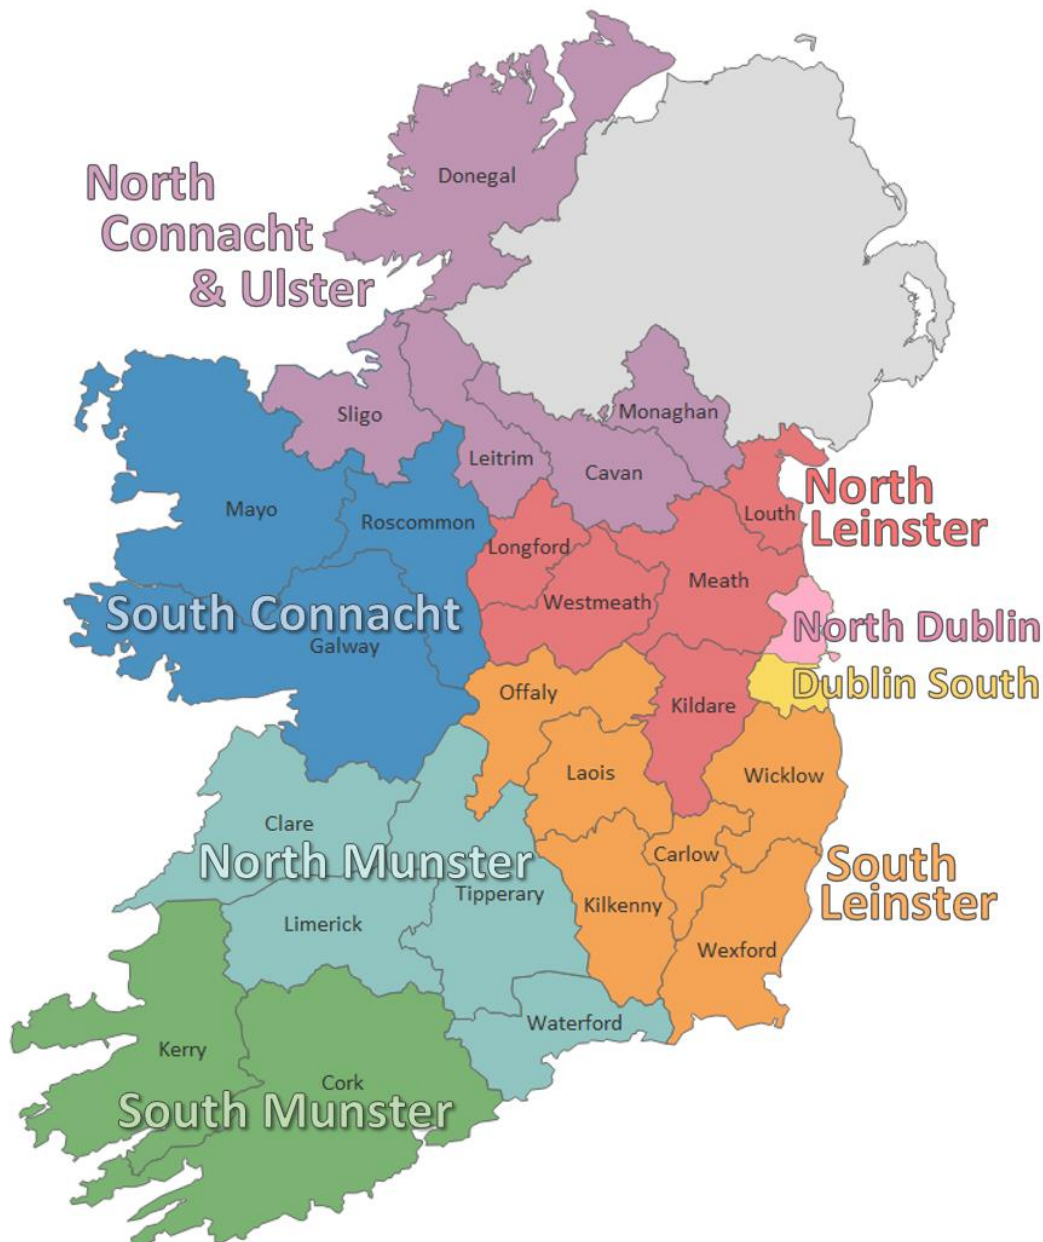 Donegal
North
Connacht
& Ulster
Sligo
Monaghan
Leitrim
Cavan
Mayo
Roscommon
Louth
North
Leinster
Longford
Meath
Westmeath
South Connacht
Galway
North Dublin
Dublin South
Offaly
Kildare
Laois
Wicklow
Clare
North Munster
Carlow
South
Leinster
Tipperary
Kilkenny
Limerick
Wexford
Waterford
Kerry
Cork
South Munster